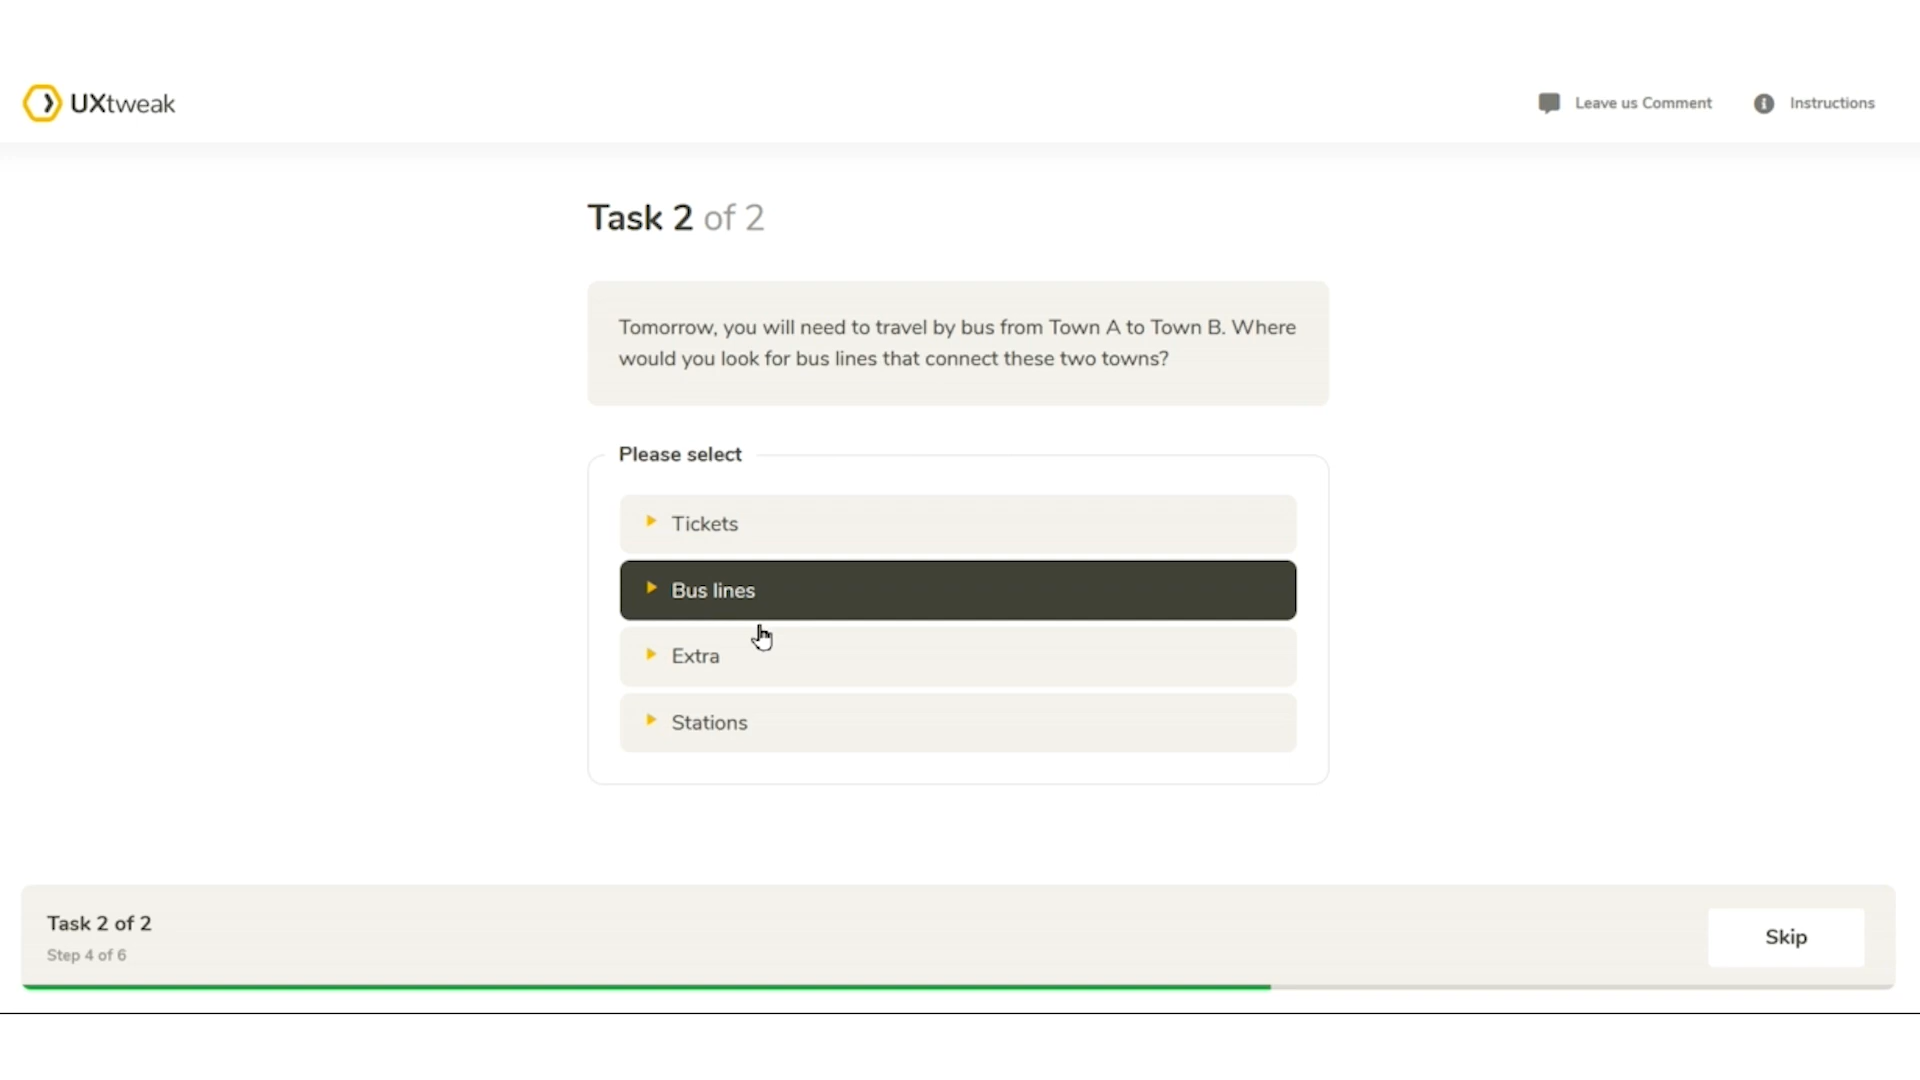 UXtweak
Leave us Comment
Instructions
Task 2 of 2
Tomorrow, you will need to travel by bus from Town A to Town B. Where
would you look for bus lines that connect these two towns?
Please select
Tickets
Bus lines
Extra
Stations
Task 2 of 2
Step 4 of 6
Skip